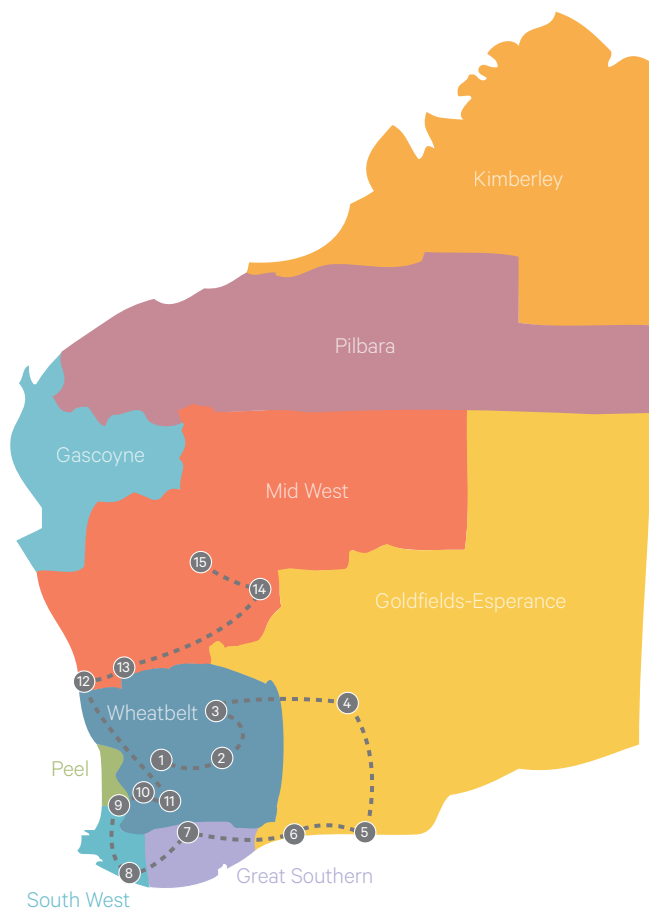 Kimberley
Pilbara
Gascoyne
Mid West
15
14
Goldfields-Esperance
13
12
Wheatbelt
3
4
1
2
Peel
10
11
9
7
6
5
8
Great Southern
South West